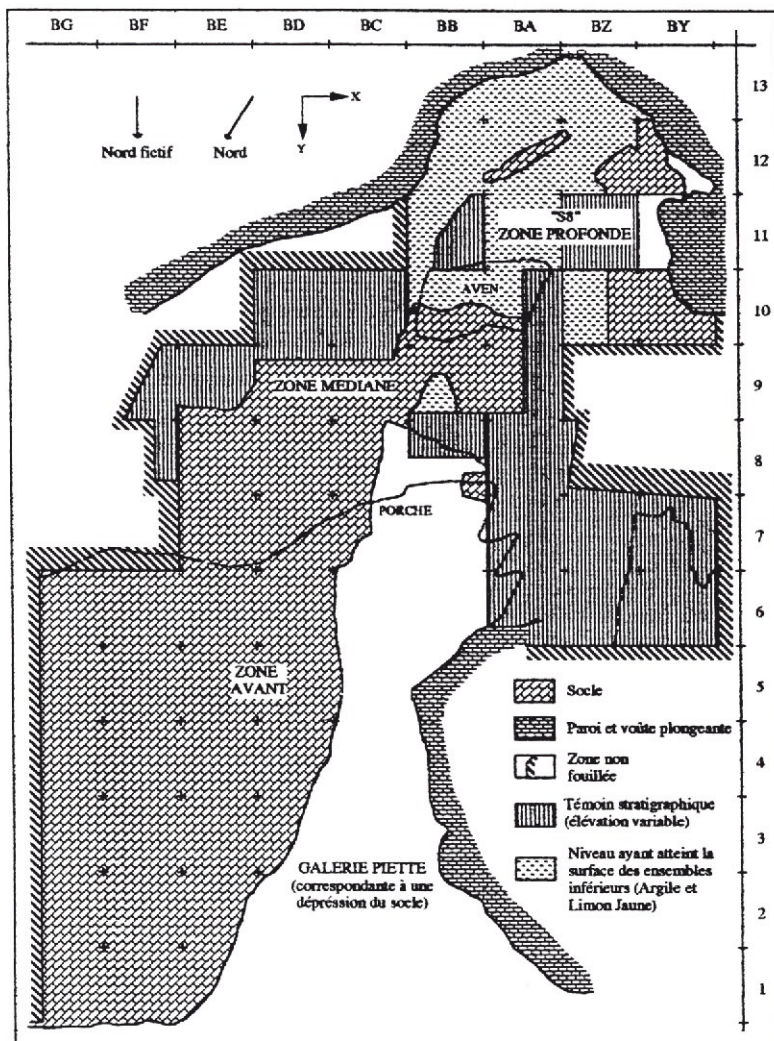 BG BF BE BD BC BB BA BZ BY
13
X
Y
Nord fictif
Nord
12
"S8"
ZONE PROFONDE
11
AVEN
10
ZONE MEDIANE
9
8
PORCHE
7
6
ZONE
AVANT
5
Socle
Paroi et voûte plongeante
4
Zone non
fouillée
Témoin stratigraphique
(élévation variable)
3
Niveau ayant atteint la
surface des ensembles
inférieurs (Argile et
Limon Jaune)
GALERIE PIETTE
(correspondante à une
dépréssion du socle)
2
1